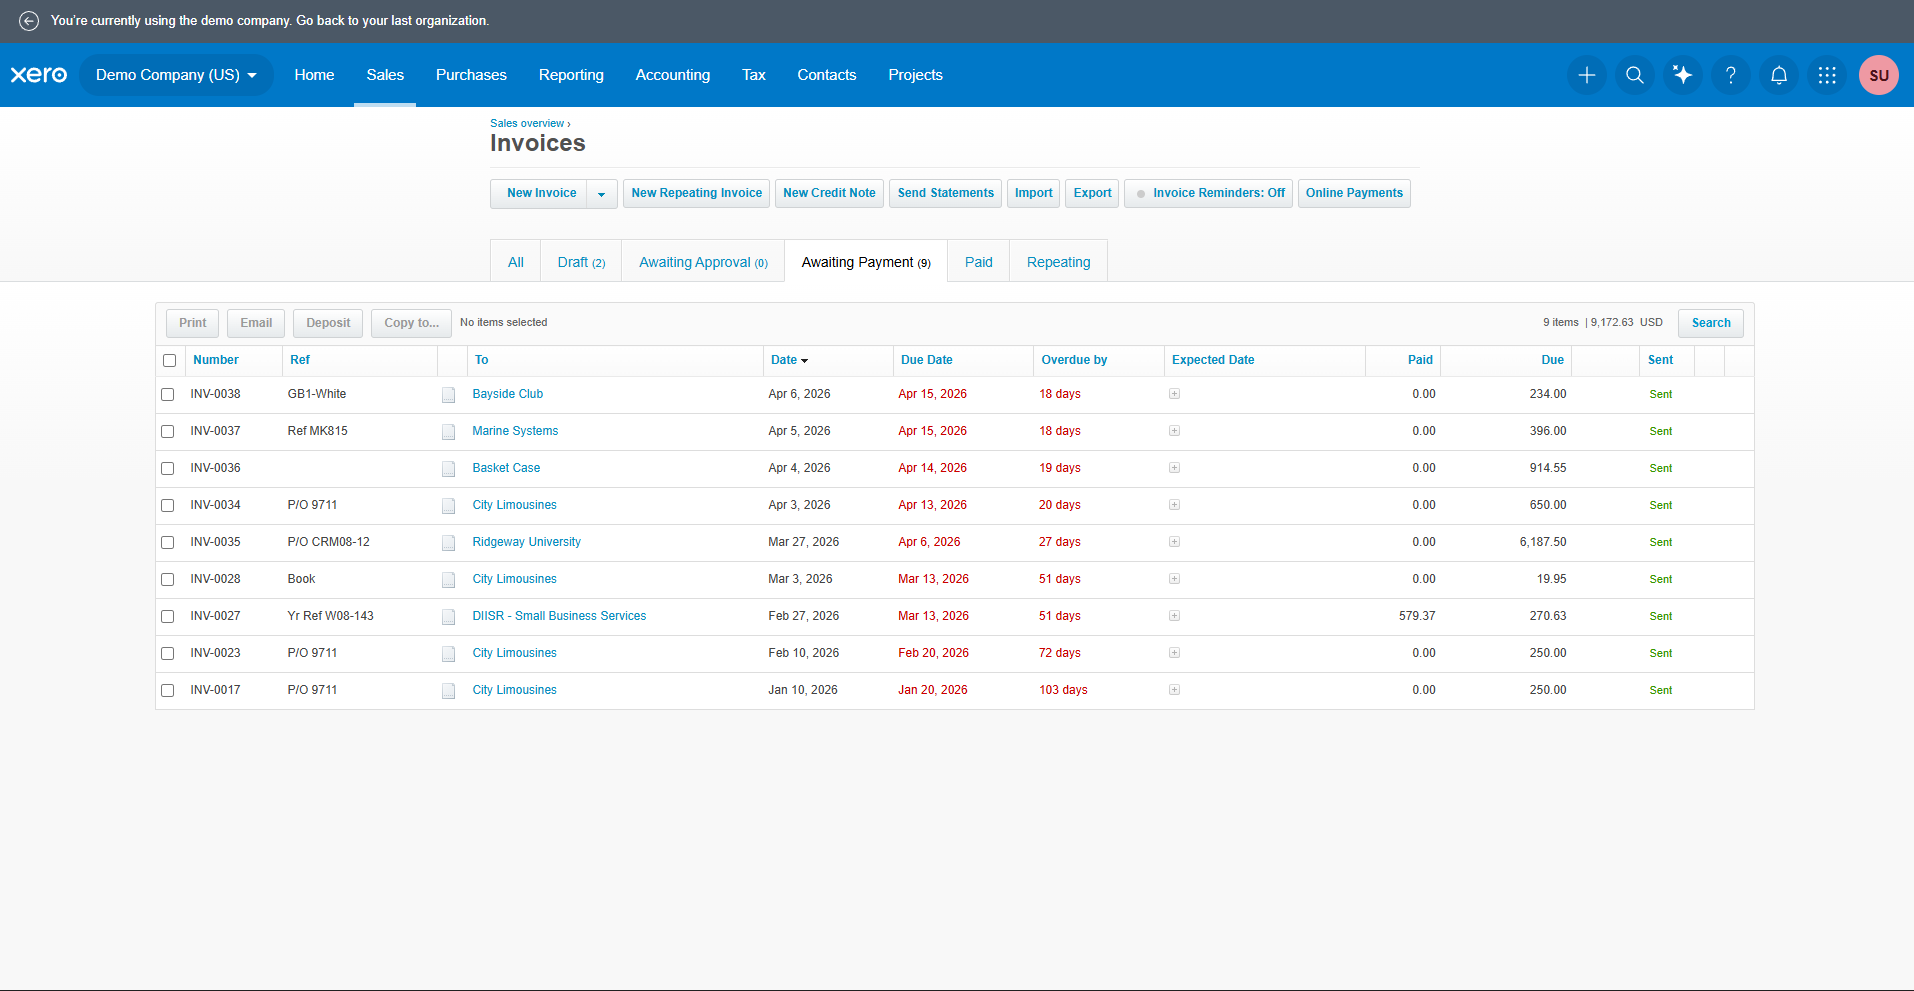 You're currently using the demo company. Go back to your last organization.
xero Demo Company (US) Home Sales Purchases Reporting Accounting Tax Contacts Projects ? SU
Sales overview ›
Invoices
New Invoice New Repeating Invoice New Credit Note Send Statements Import Export Invoice Reminders: Off Online Payments
All Draft (2) Awaiting Approval (0) Awaiting Payment (9) Paid Repeating
Print Email Deposit Copy to... No items selected 9 items | 9,172.63 USD Search
Number Ref To Date Due Date Overdue by Expected Date Paid Due Sent
INV-0038 GB1-White Bayside Club Apr 6, 2026 Apr 15, 2026 18 days 0.00 234.00 Sent
INV-0037 Ref MK815 Marine Systems Apr 5, 2026 Apr 15, 2026 18 days 0.00 396.00 Sent
INV-0036 Basket Case Apr 4, 2026 Apr 14, 2026 19 days 0.00 914.55 Sent
INV-0034 P/O 9711 City Limousines Apr 3, 2026 Apr 13, 2026 20 days 0.00 650.00 Sent
INV-0035 P/O CRM08-12 Ridgeway University Mar 27, 2026 Apr 6, 2026 27 days 0.00 6,187.50 Sent
INV-0028 Book City Limousines Mar 3, 2026 Mar 13, 2026 51 days 0.00 19.95 Sent
INV-0027 Yr Ref W08-143 DIISR - Small Business Services Feb 27, 2026 Mar 13, 2026 51 days 579.37 270.63 Sent
INV-0023 P/O 9711 City Limousines Feb 10, 2026 Feb 20, 2026 72 days 0.00 250.00 Sent
INV-0017 P/O 9711 City Limousines Jan 10, 2026 Jan 20, 2026 103 days 0.00 250.00 Sent